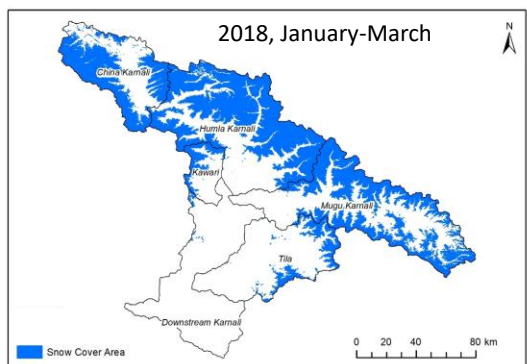 2018, January-March
N
China Karnali
Humla Karnali
Kawari
Mugu Karnali
Tila
Downstream Karnali
Snow Cover Area
0 20 40 80 km